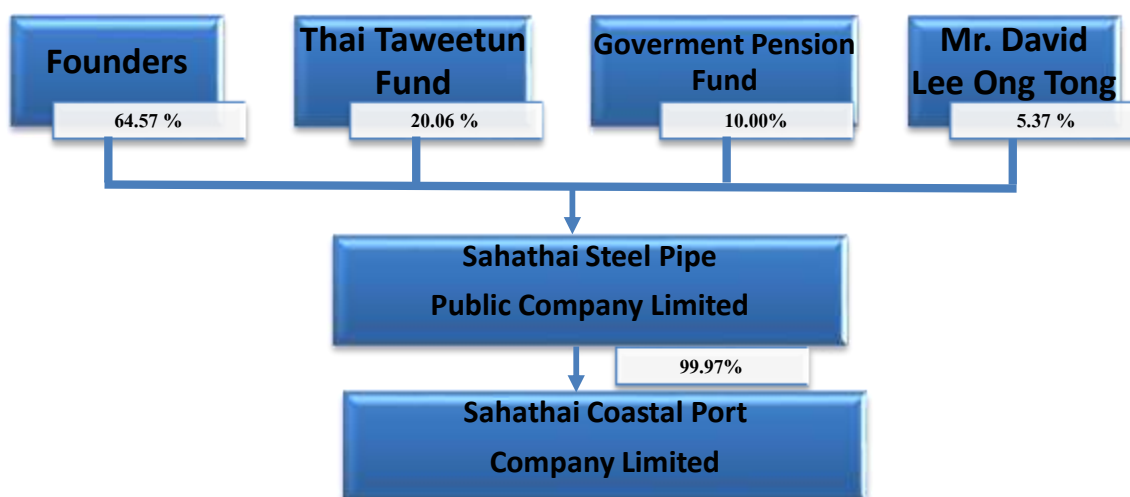 Founders
64.57 %
Thai Taweetun
Fund
20.06 %
Goverment Pension
Fund
10.00%
Mr. David
Lee Ong Tong
5.37 %
Sahathai Steel Pipe
Public Company Limited
99.97%
Sahathai Coastal Port
Company Limited